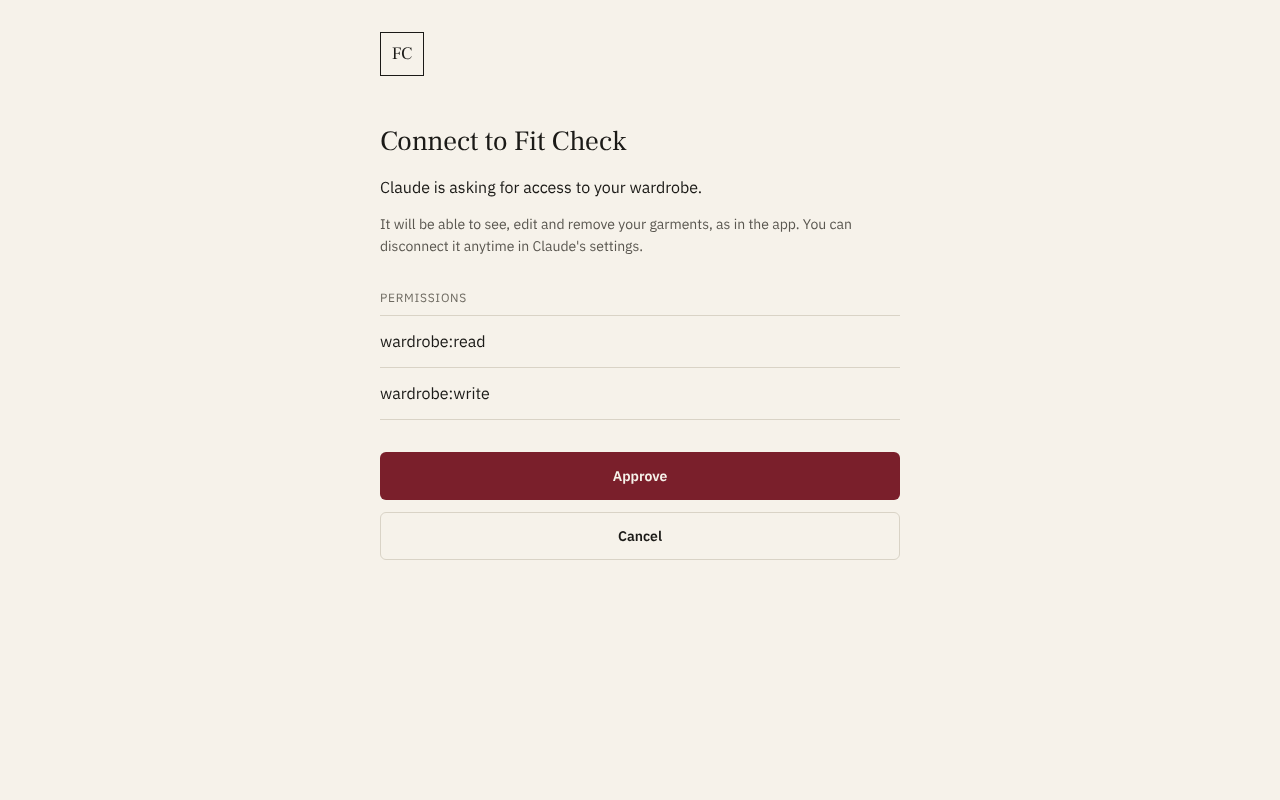 FC
Connect to Fit Check
Claude is asking for access to your wardrobe.
It will be able to see, edit and remove your garments, as in the app. You can
disconnect it anytime in Claude's settings.
PERMISSIONS
wardrobe:read
wardrobe:write
Approve
Cancel